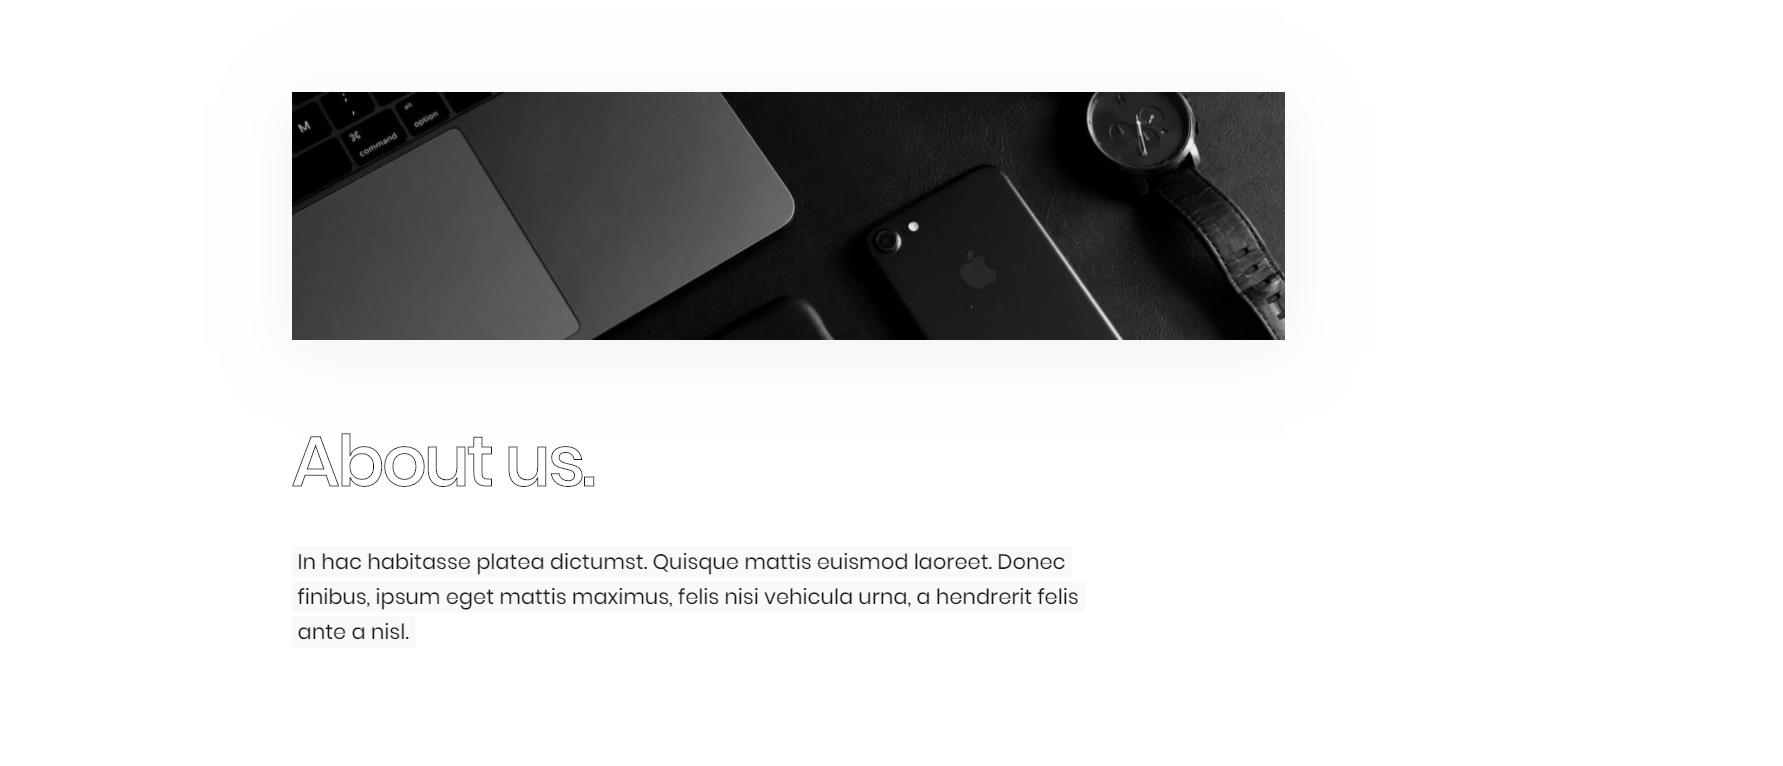 M
;
⌘
command
alt
option
About us.
In hac habitasse platea dictumst. Quisque mattis euismod laoreet. Donec
finibus, ipsum eget mattis maximus, felis nisi vehicula urna, a hendrerit felis
ante a nisl.